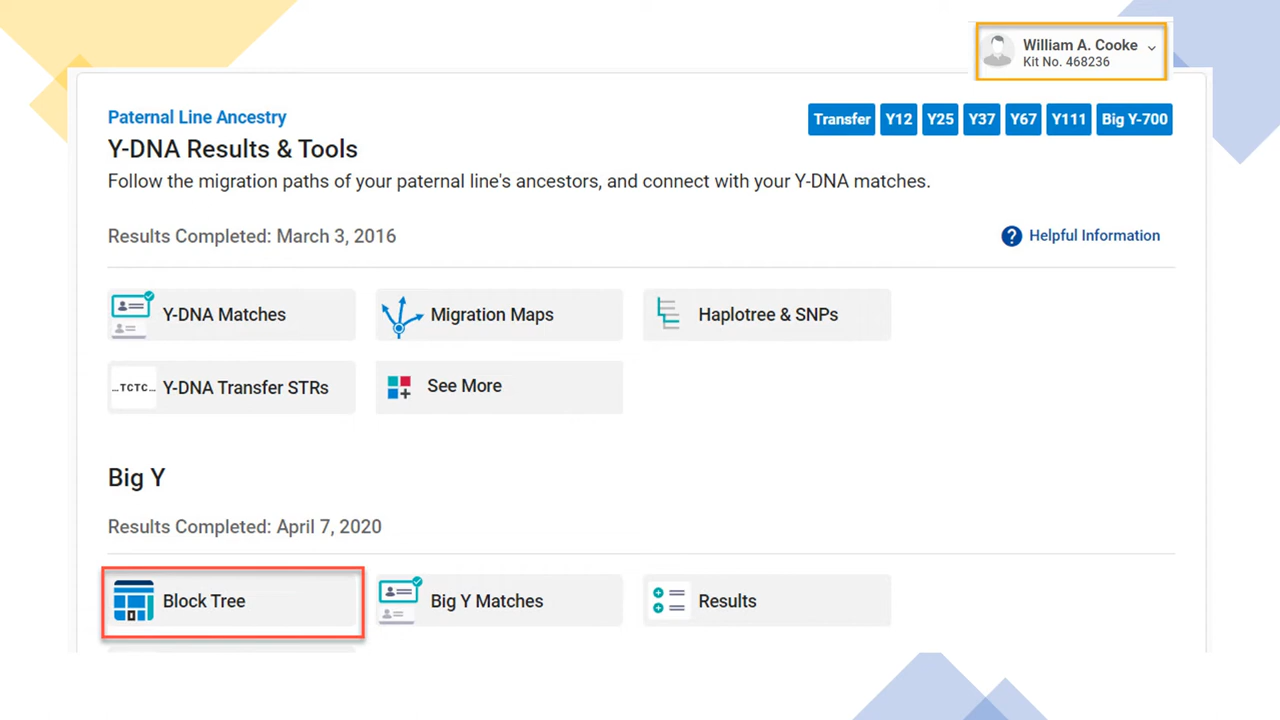 William A. Cooke
Kit No. 468236
Paternal Line Ancestry
Transfer Y12 Y25 Y37 Y67 Y111 Big Y-700
Y-DNA Results & Tools
Follow the migration paths of your paternal line's ancestors, and connect with your Y-DNA matches.
Results Completed: March 3, 2016
? Helpful Information
Y-DNA Matches
Migration Maps
Haplotree & SNPs
...TCTC... Y-DNA Transfer STRs
See More
Big Y
Results Completed: April 7, 2020
Block Tree
Big Y Matches
Results